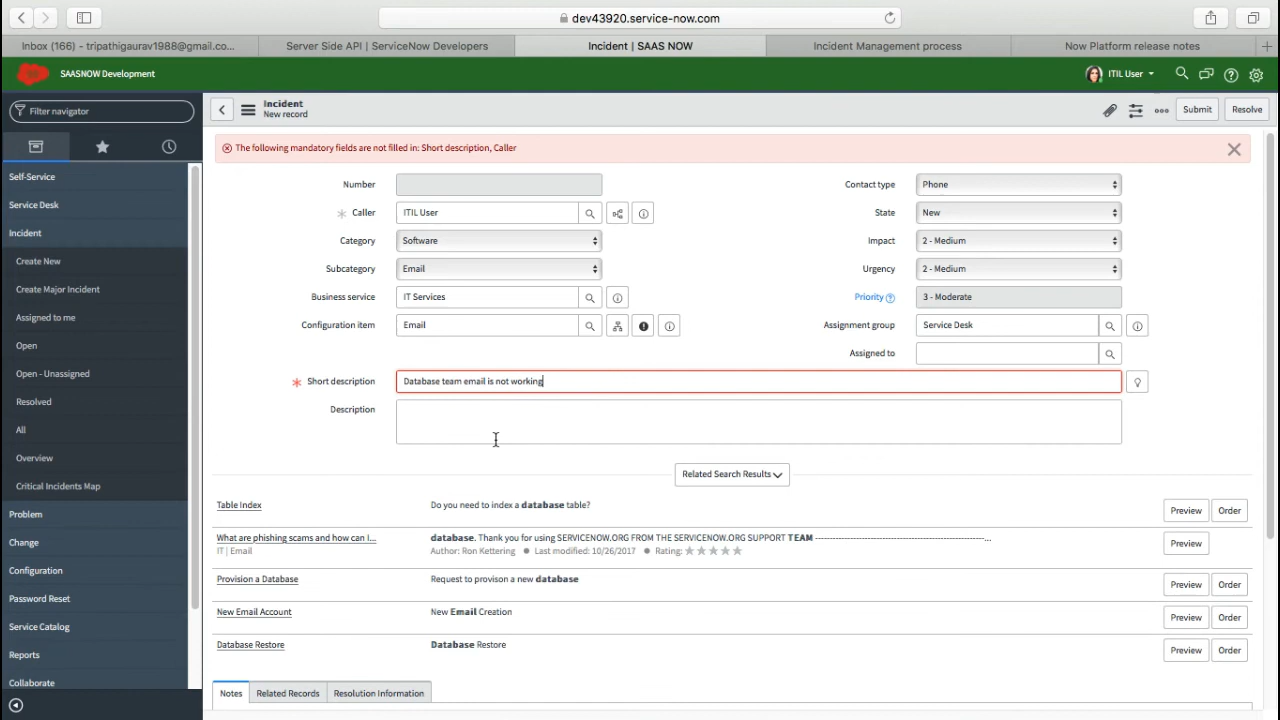 dev43920.service-now.com
Inbox (166) - tripathigaurav1988@gmail.co...
Server Side API | ServiceNow Developers
Incident | SAAS NOW
Incident Management process
Now Platform release notes
SAASNOW Development
ITIL User
Filter navigator
Incident
New record
Submit
Resolve
The following mandatory fields are not filled in: Short description, Caller
Self-Service
Service Desk
Incident
Create New
Create Major Incident
Assigned to me
Open
Open - Unassigned
Resolved
All
Overview
Critical Incidents Map
Problem
Change
Configuration
Password Reset
Service Catalog
Reports
Collaborate
Number
Caller ITIL User
Category Software
Subcategory Email
Business service IT Services
Configuration item Email
Contact type Phone
State New
Impact 2 - Medium
Urgency 2 - Medium
Priority 3 - Moderate
Assignment group Service Desk
Assigned to
Short description Database team email is not working
Description
Related Search Results
Table Index Do you need to index a database table? Preview Order
What are phishing scams and how can i... database. Thank you for using SERVICENOW.ORG FROM THE SERVICENOW.ORG SUPPORT TEAM -------------------------------------------------------... Preview
IT | Email Author: Ron Kettering Last modified: 10/26/2017 Rating: ★★★★★
Provision a Database Request to provison a new database Preview Order
New Email Account New Email Creation Preview Order
Database Restore Database Restore Preview Order
Notes Related Records Resolution Information